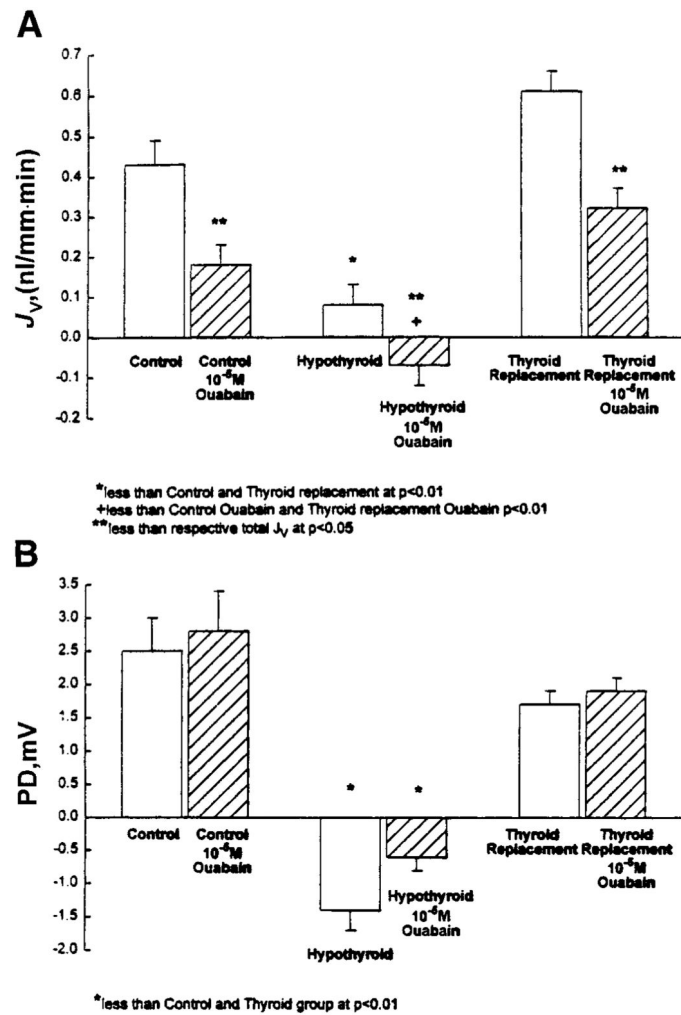 A
0.7
0.6
0.5
0.4
0.3
0.2
0.1
0.0
-0.1
-0.2
Jv,(nl/mm·min)
**
*
**
+
**
Control
Control
10⁻⁵M
Ouabain
Hypothyroid
Hypothyroid
10⁻⁵M
Ouabain
Thyroid
Replacement
Thyroid
Replacement
10⁻⁵M
Ouabain
*less than Control and Thyroid replacement at p<0.01
+less than Control Ouabain and Thyroid replacement Ouabain p<0.01
**less than respective total Jv at p<0.05
B
3.5
3.0
2.5
2.0
1.5
1.0
0.5
0.0
-0.5
-1.0
-1.5
-2.0
PD,mV
*
*
Control
Control
10⁻⁵M
Ouabain
Hypothyroid
Hypothyroid
10⁻⁵M
Ouabain
Thyroid
Replacement
Thyroid
Replacement
10⁻⁵M
Ouabain
*less than Control and Thyroid group at p<0.01